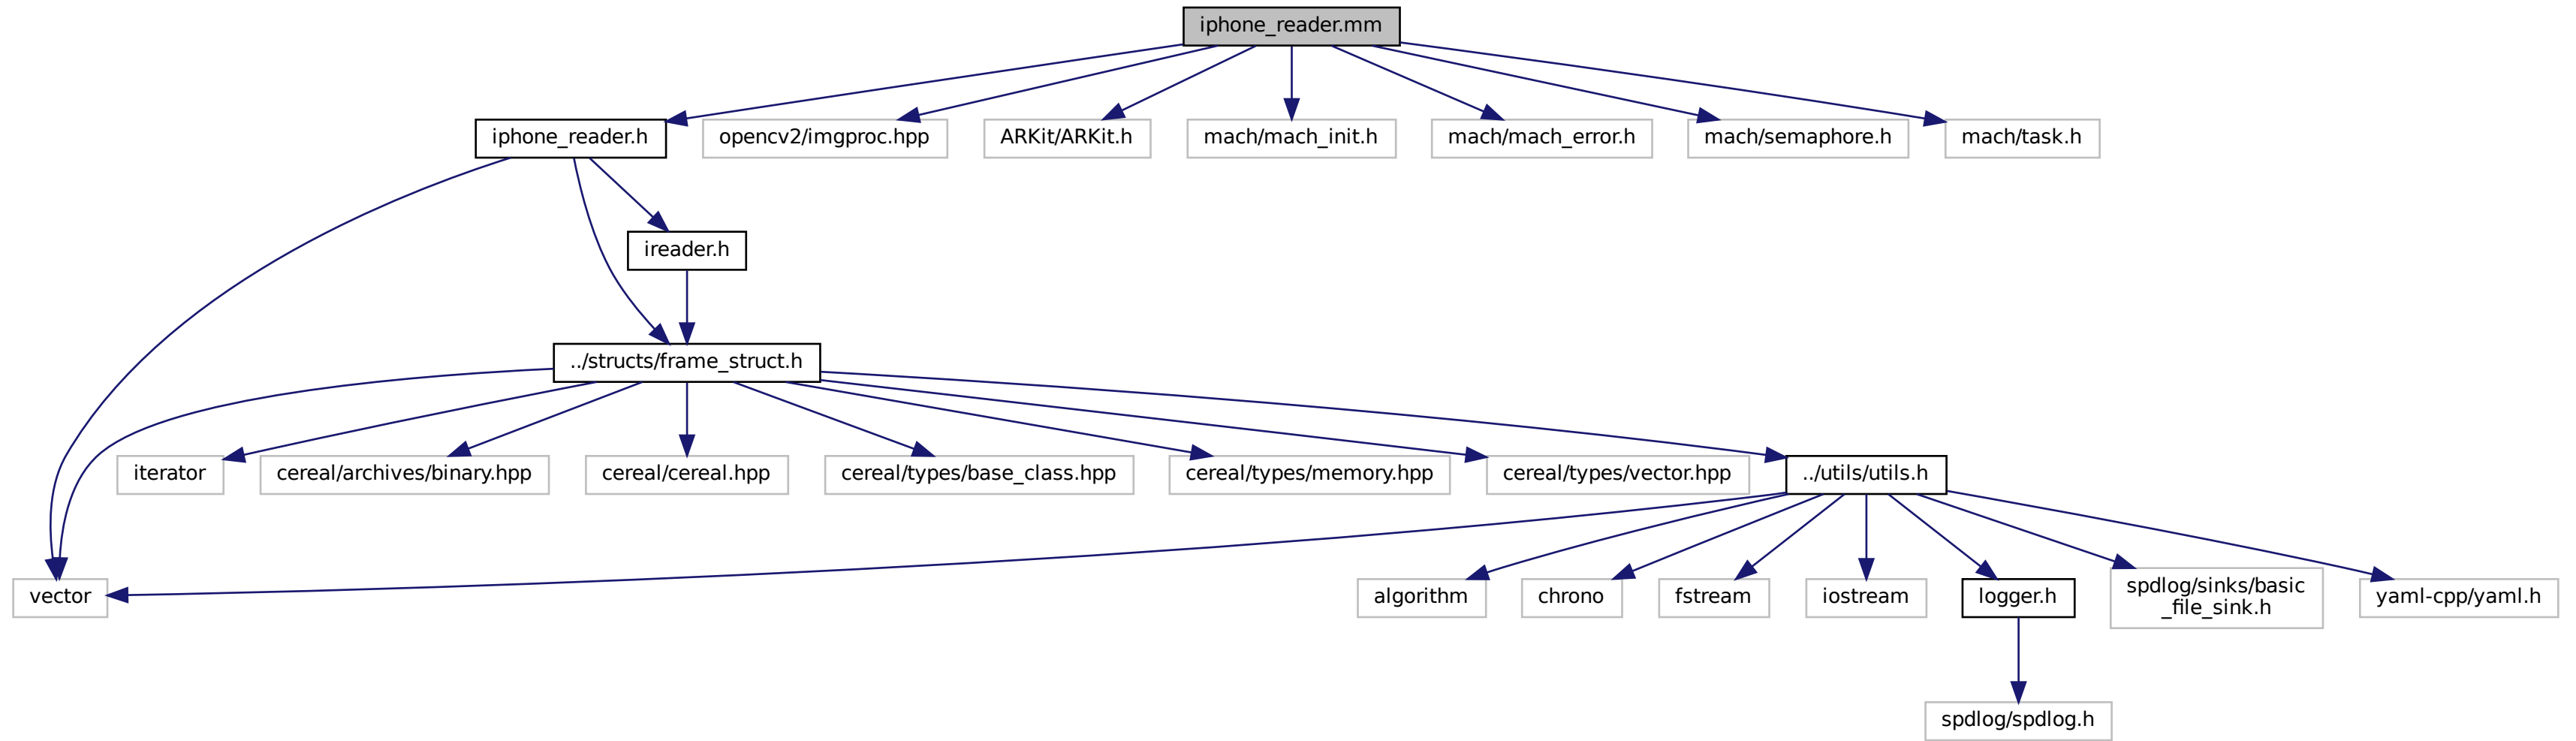 iphone_reader.mm
iphone_reader.h
opencv2/imgproc.hpp
ARKit/ARKit.h
mach/mach_init.h
mach/mach_error.h
mach/semaphore.h
mach/task.h
ireader.h
../structs/frame_struct.h
iterator
cereal/archives/binary.hpp
cereal/cereal.hpp
cereal/types/base_class.hpp
cereal/types/memory.hpp
cereal/types/vector.hpp
../utils/utils.h
vector
algorithm
chrono
fstream
iostream
logger.h
spdlog/sinks/basic
_file_sink.h
yaml-cpp/yaml.h
spdlog/spdlog.h